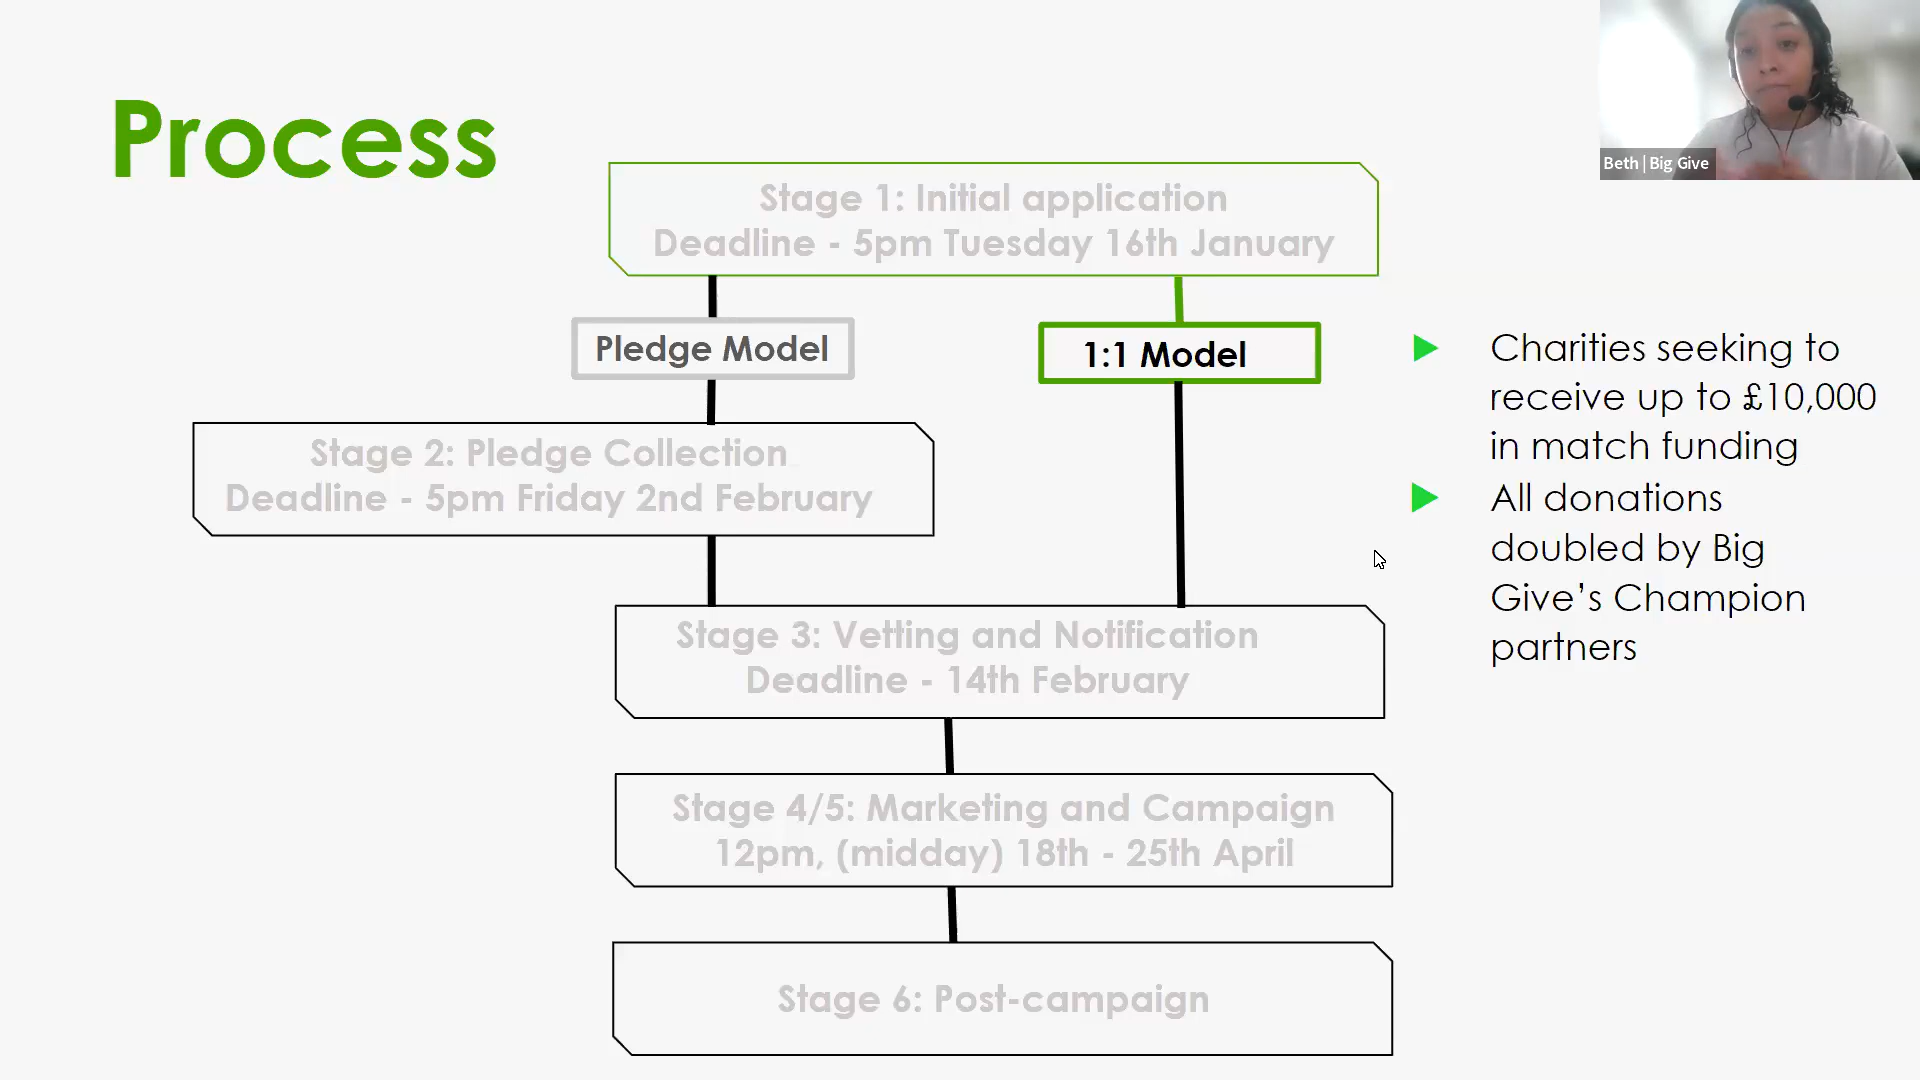 Process
Beth | Big Give
Stage 1: Initial application
Deadline - 5pm Tuesday 16th January
Pledge Model
1:1 Model
Stage 2: Pledge Collection
Deadline - 5pm Friday 2nd February
Stage 3: Vetting and Notification
Deadline - 14th February
Stage 4/5: Marketing and Campaign
12pm, (midday) 18th - 25th April
Stage 6: Post-campaign
Charities seeking to
receive up to £10,000
in match funding
All donations
doubled by Big
Give’s Champion
partners